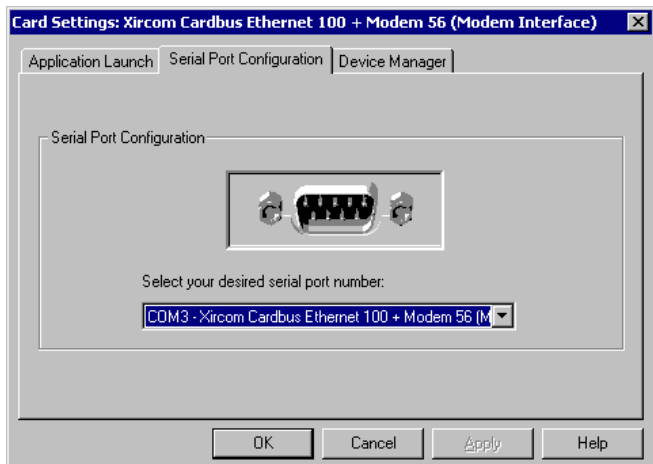 Card Settings: Xircom Cardbus Ethernet 100 + Modem 56 (Modem Interface)
Application Launch Serial Port Configuration Device Manager
Serial Port Configuration
Select your desired serial port number:
COM3 - Xircom Cardbus Ethernet 100 + Modem 56 (M
OK Cancel Apply Help